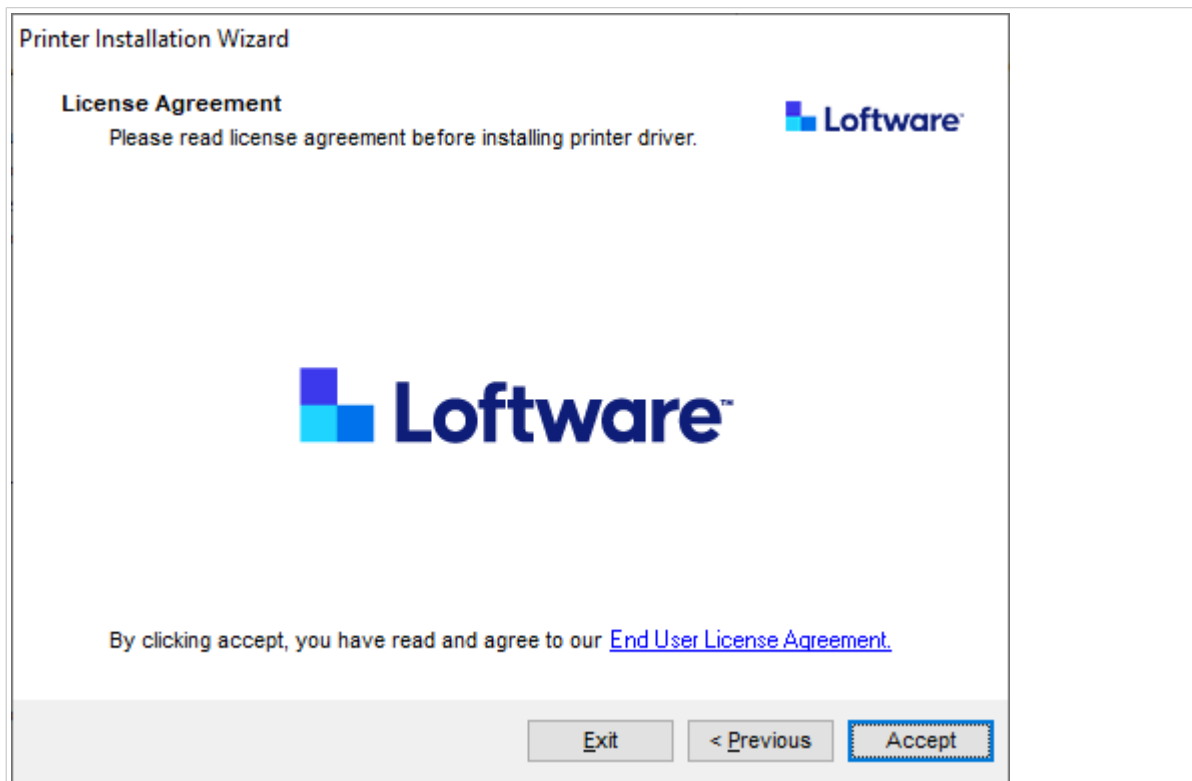 Printer Installation Wizard
License Agreement
Please read license agreement before installing printer driver.
Loftware
Loftware™
By clicking accept, you have read and agree to our End User License Agreement.
Exit
< Previous
Accept